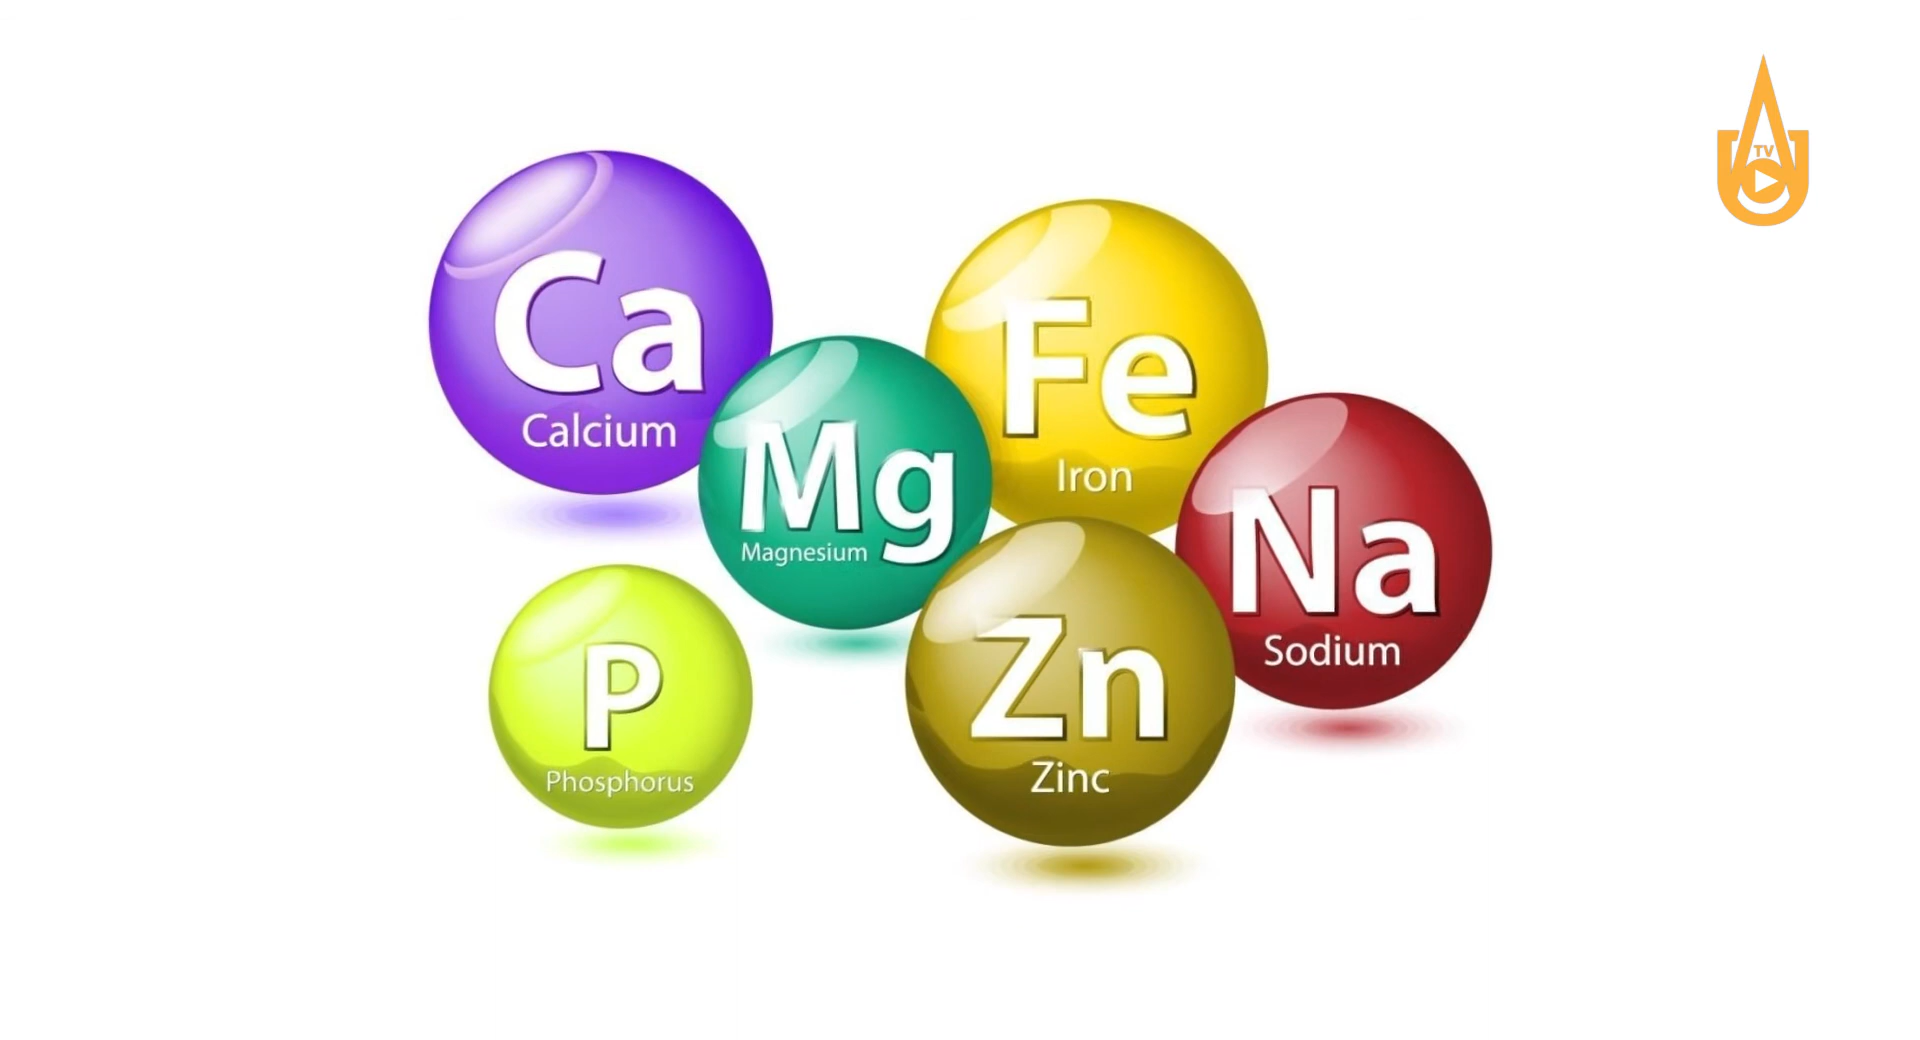 TV
Ca
Calcium
Fe
Iron
Mg
Magnesium
Na
Sodium
P
Phosphorus
Zn
Zinc